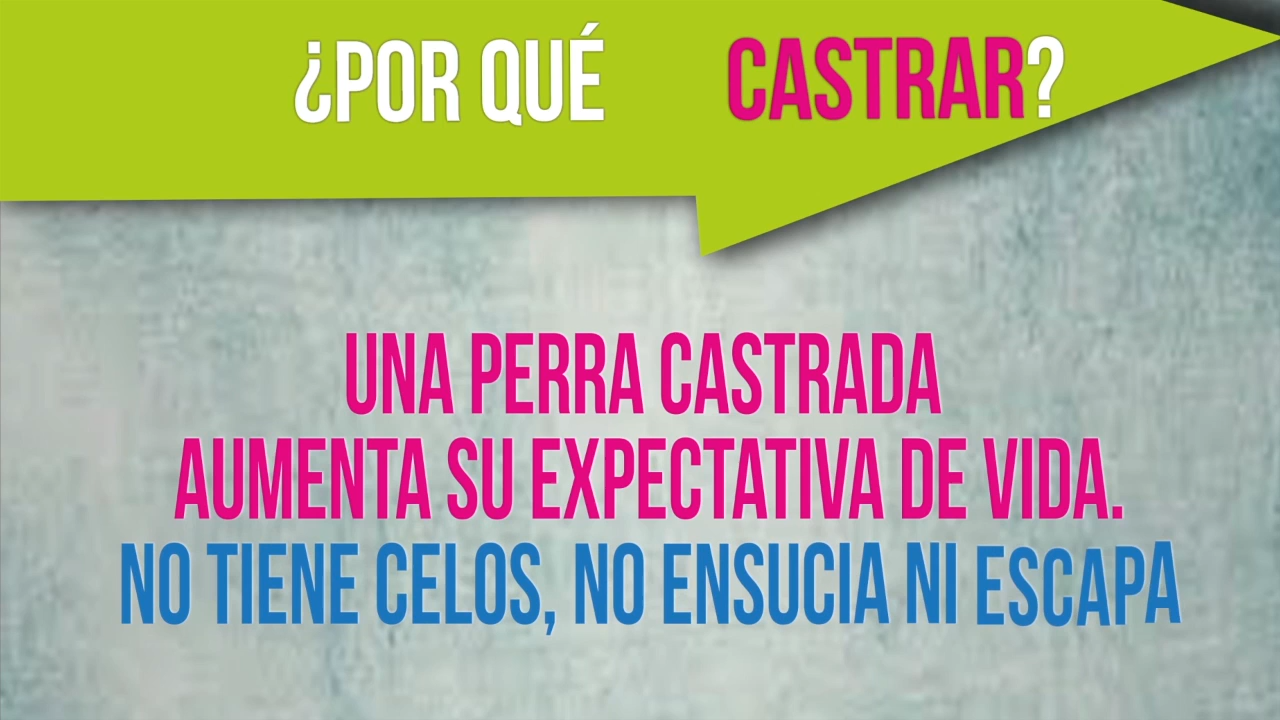 ¿POR QUÉ CASTRAR?
UNA PERRA CASTRADA
AUMENTA SU EXPECTATIVA DE VIDA.
NO TIENE CELOS, NO ENSUCIA NI ESCAPA